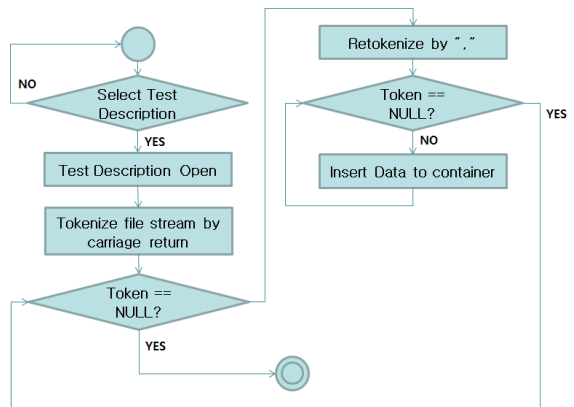 NO
Select Test
Description
YES
Test Description Open
Tokenize file stream by
carriage return
Token ==
NULL?
YES
Retokenize by “,”
Token ==
NULL?
YES
NO
Insert Data to container